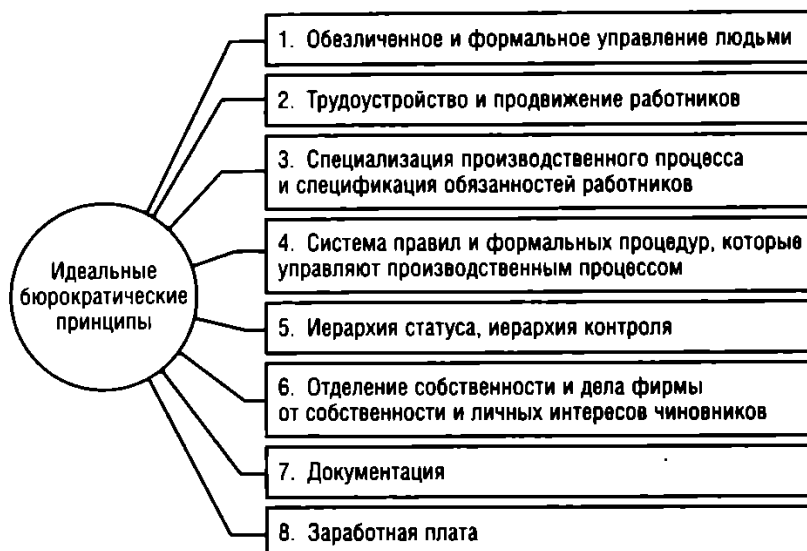 Идеальные
бюрократические
принципы
1. Обезличенное и формальное управление людьми
2. Трудоустройство и продвижение работников
3. Специализация производственного процесса
и спецификация обязанностей работников
4. Система правил и формальных процедур, которые
управляют производственным процессом
5. Иерархия статуса, иерархия контроля
6. Отделение собственности и дела фирмы
от собственности и личных интересов чиновников
7. Документация
8. Заработная плата